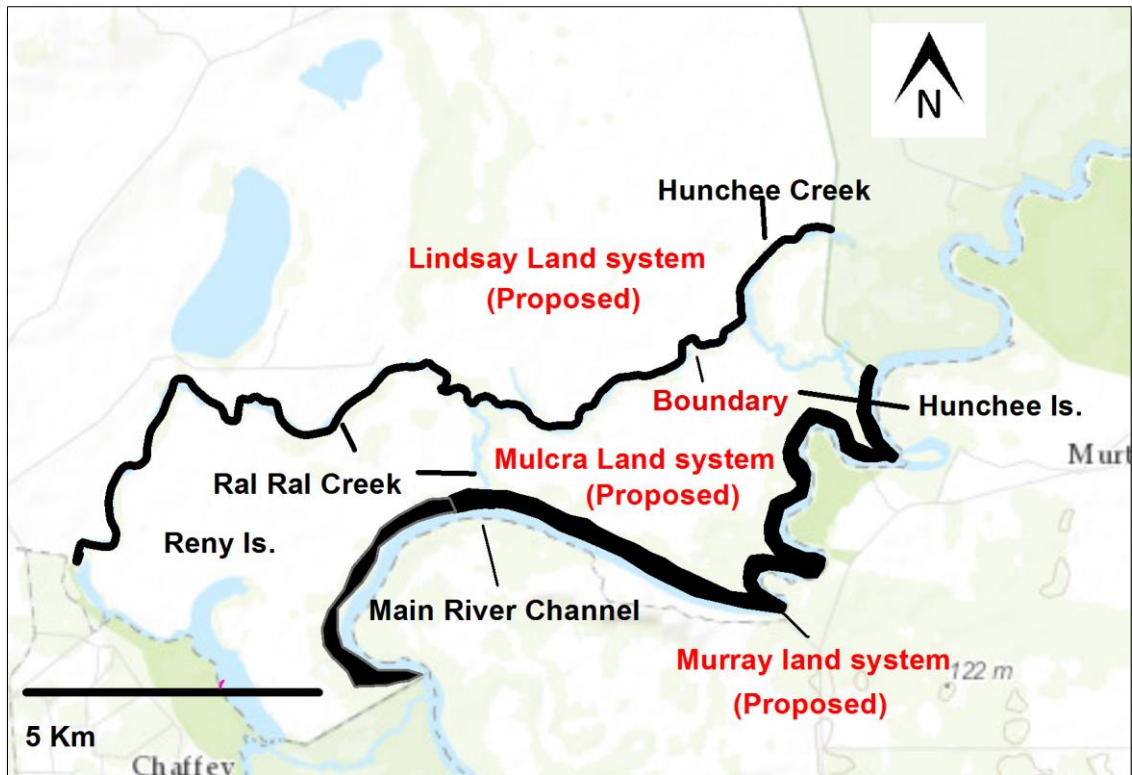 N
Hunchee Creek
Lindsay Land system
(Proposed)
Boundary
Hunchee Is.
Murt
Mulcra Land system
(Proposed)
Ral Ral Creek
Reny Is.
Main River Channel
Murray land system
(Proposed)
122 m
5 Km
Chaffey